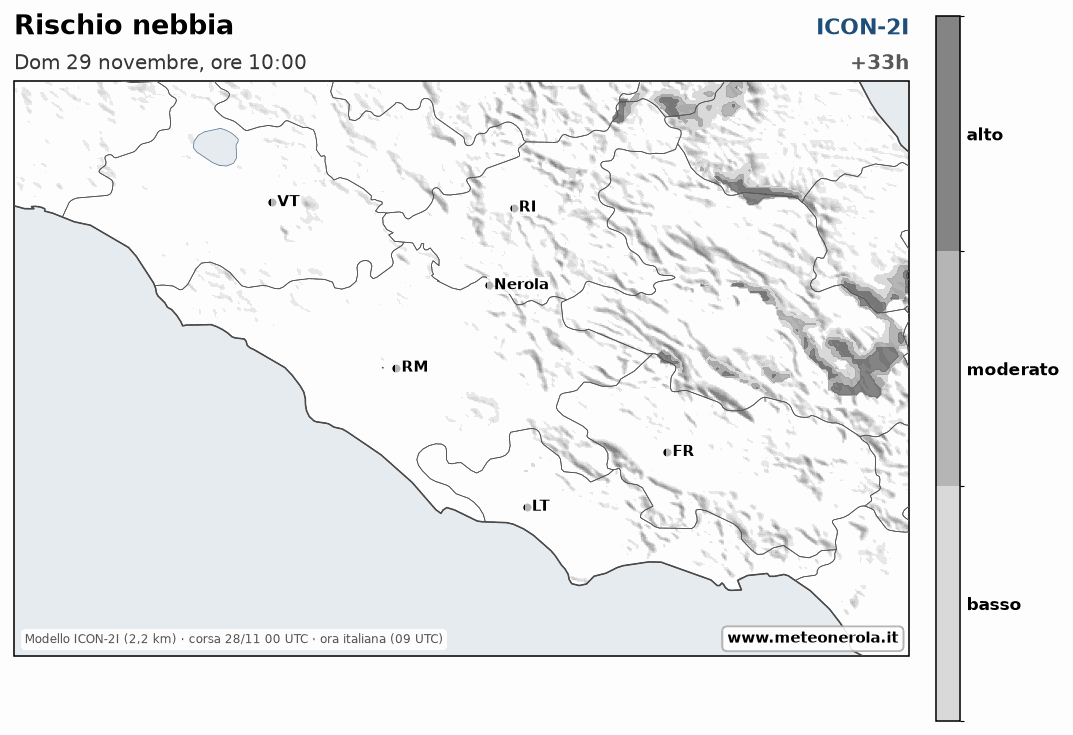 Rischio nebbia
ICON-2I
Dom 29 novembre, ore 10:00
+33h
alto
VT
RI
Nerola
RM
moderato
FR
LT
basso
Modello ICON-2I (2,2 km) · corsa 28/11 00 UTC · ora italiana (09 UTC)
www.meteonerola.it